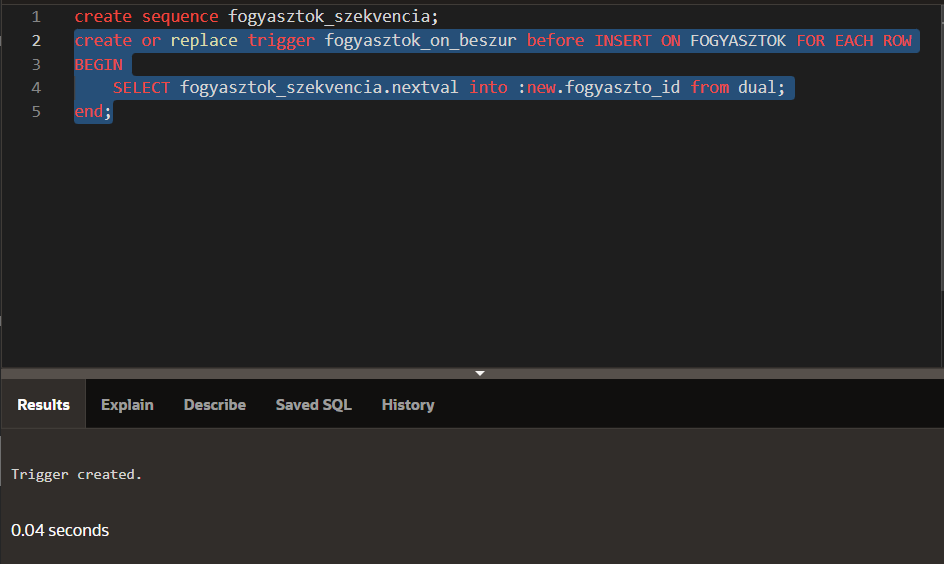 1 create sequence fogyasztok_szekvencia;
2 create or replace trigger fogyasztok_on_beszur before INSERT ON FOGYASZTOK FOR EACH ROW
3 BEGIN
4     SELECT fogyasztok_szekvencia.nextval into :new.fogyaszto_id from dual;
5 end;
Results Explain Describe Saved SQL History
Trigger created.
0.04 seconds